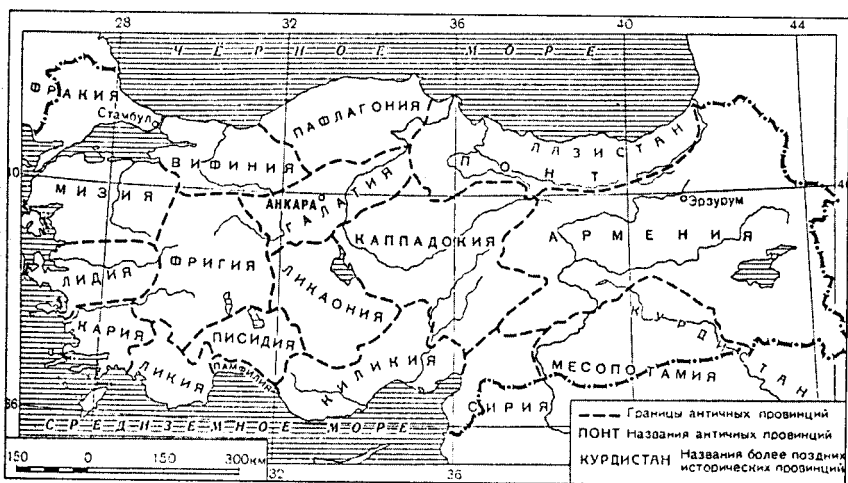 28 32 36 40 44
ЧЁРНОЕ МОРЕ
ФРАКИЯ
Стамбул
ПАФЛАГОНИЯ
ЛАЗИСТАН
ВИФИНИЯ
ПОНТ
40
МИЗИЯ
АНКАРА
ГАЛАТИЯ
Эрзурум
КАППАДОКИЯ
АРМЕНИЯ
ЛИДИЯ
ФРИГИЯ
ЛИКАОНИЯ
КАРИЯ
ПИСИДИЯ
КУРДИСТАН
ЛИКИЯ
ПАМФИЛИЯ
КИЛИКИЯ
МЕСОПОТАМИЯ
СИРИЯ
36
СРЕДИЗЕМНОЕ МОРЕ
150 0 150 300км
32 36
Границы античных провинций
ПОНТ Названия античных провинций
КУРДИСТАН Названия более поздних
исторических провинций